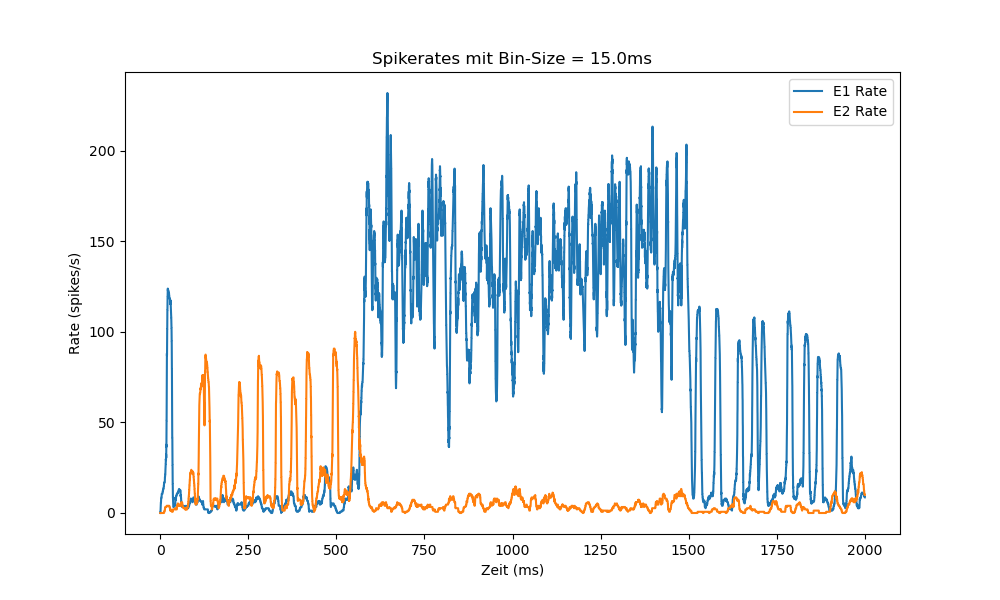 Spikerates mit Bin-Size = 15.0ms
E1 Rate
E2 Rate
Rate (spikes/s)
200
150
100
50
0
0 250 500 750 1000 1250 1500 1750 2000
Zeit (ms)